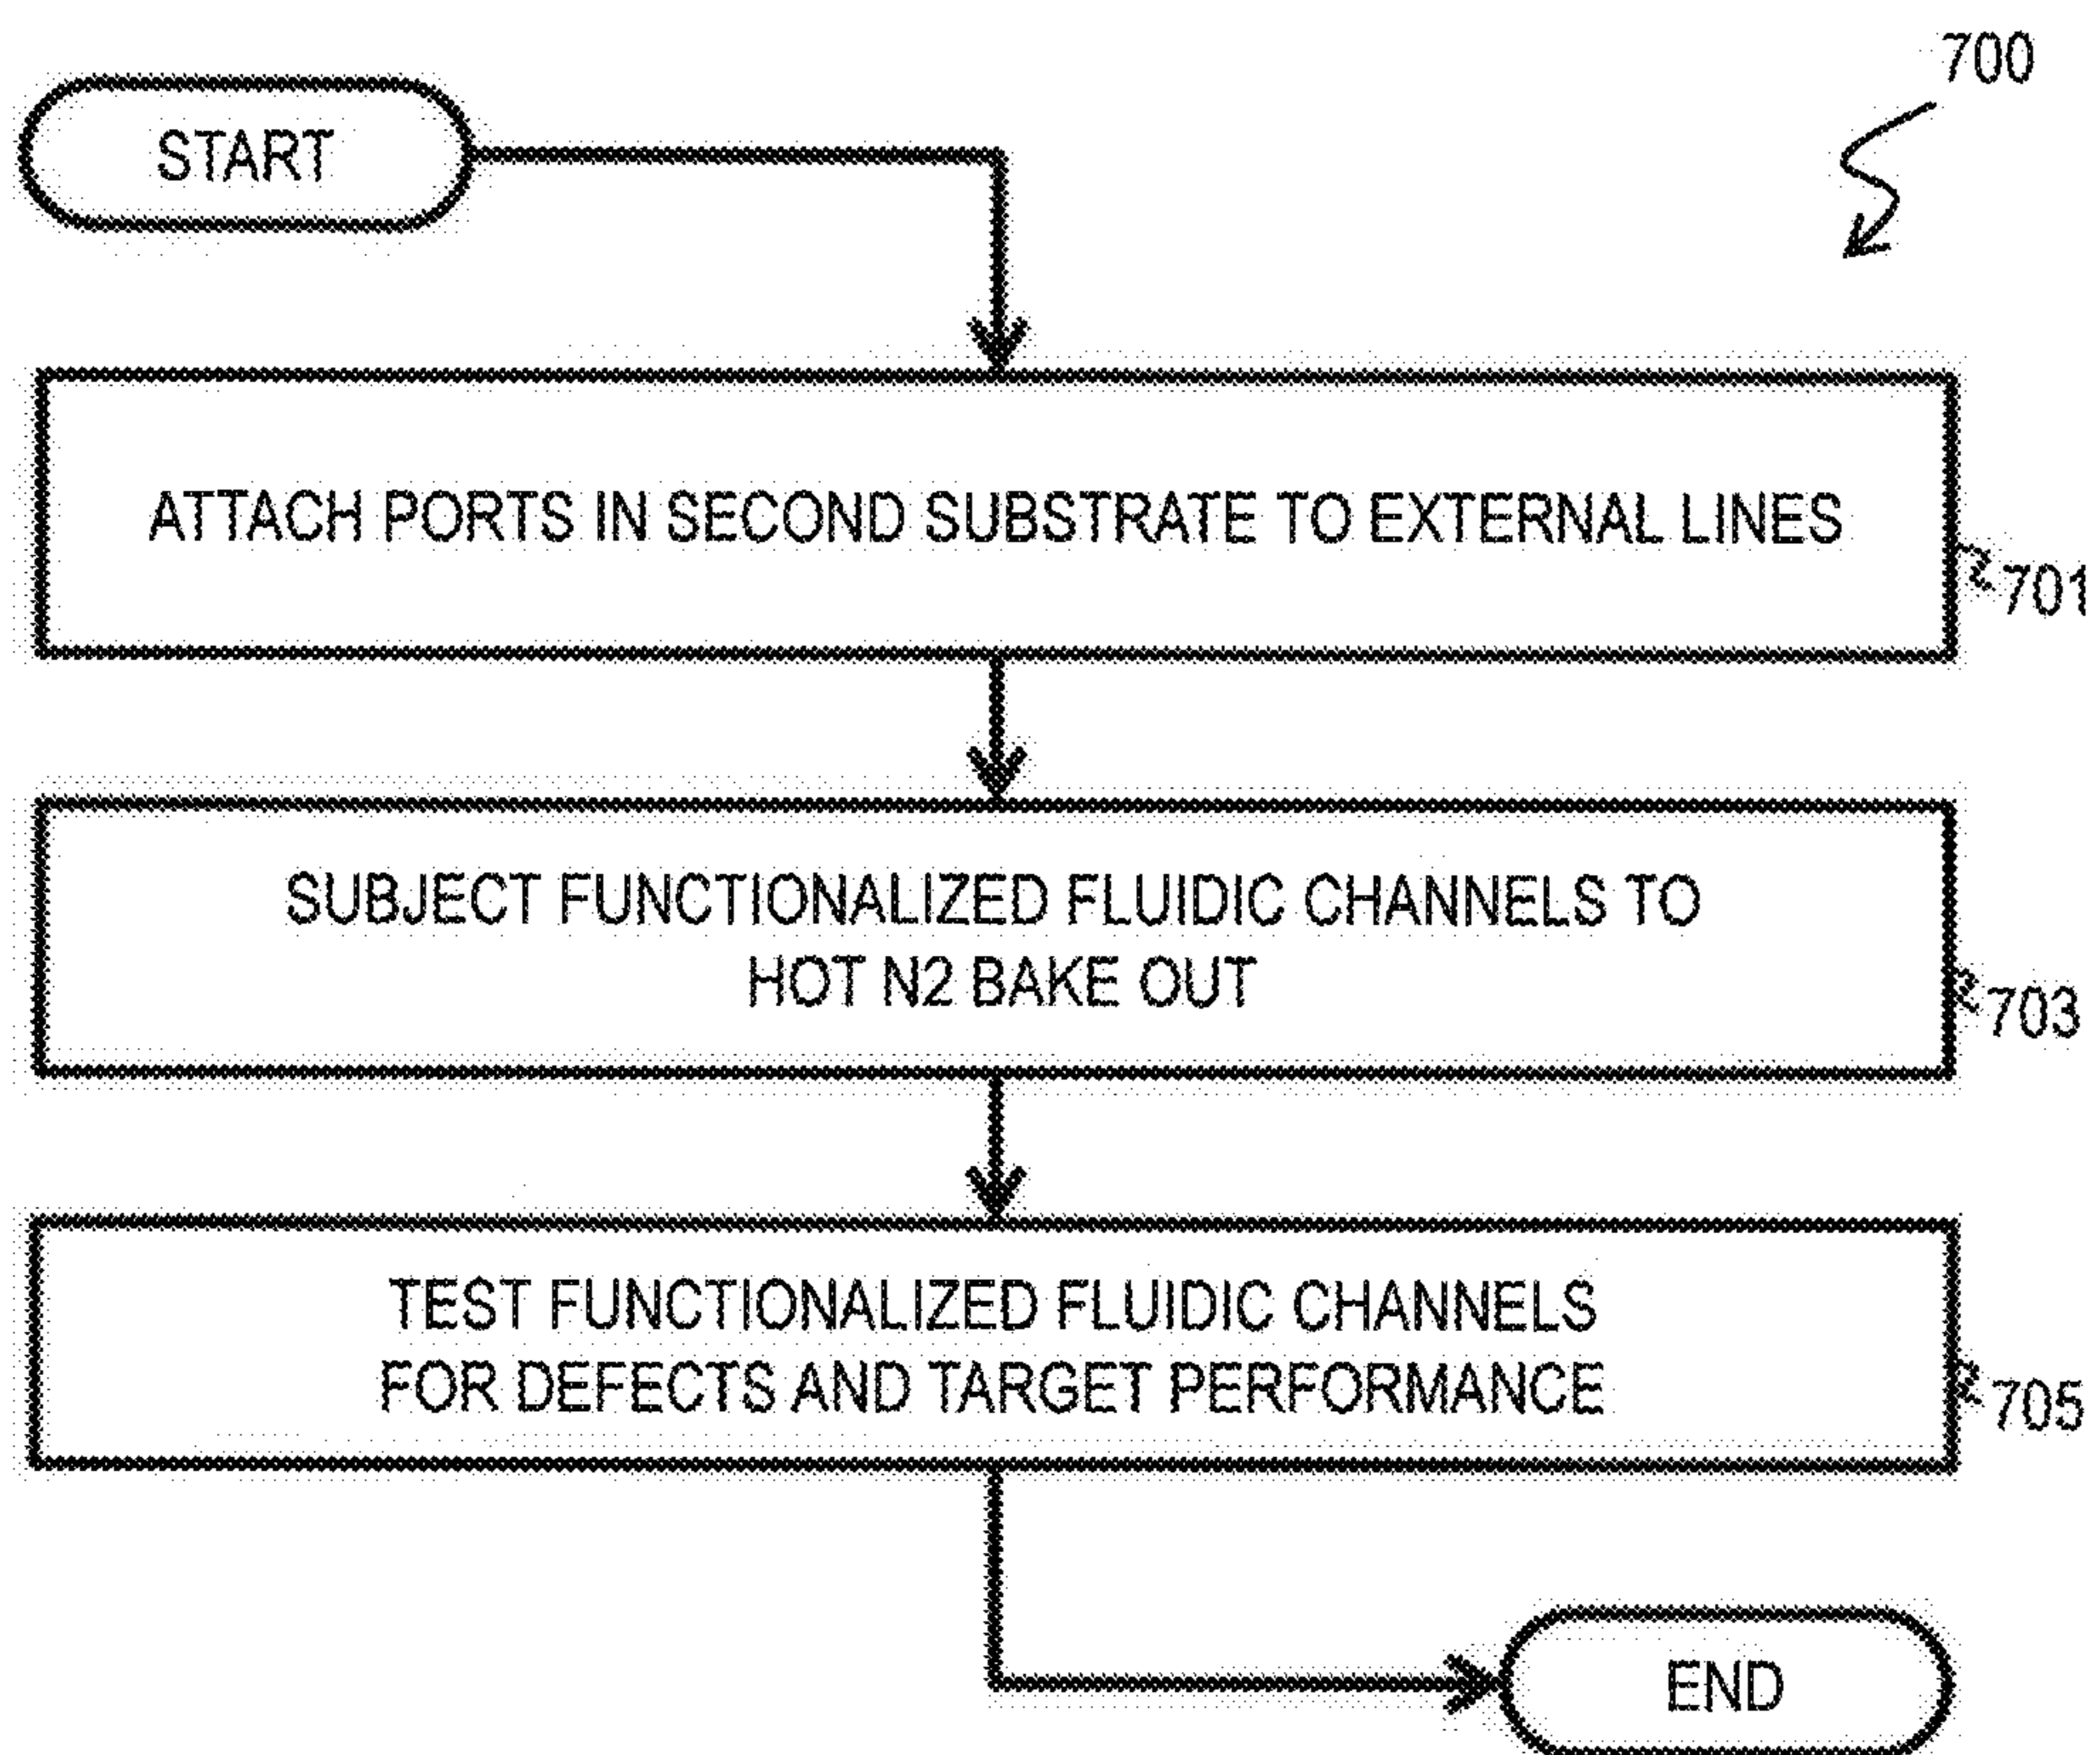 700
START
ATTACH PORTS IN SECOND SUBSTRATE TO EXTERNAL LINES
701
SUBJECT FUNCTIONALIZED FLUIDIC CHANNELS TO
HOT N2 BAKE OUT
703
TEST FUNCTIONALIZED FLUIDIC CHANNELS
FOR DEFECTS AND TARGET PERFORMANCE
705
END